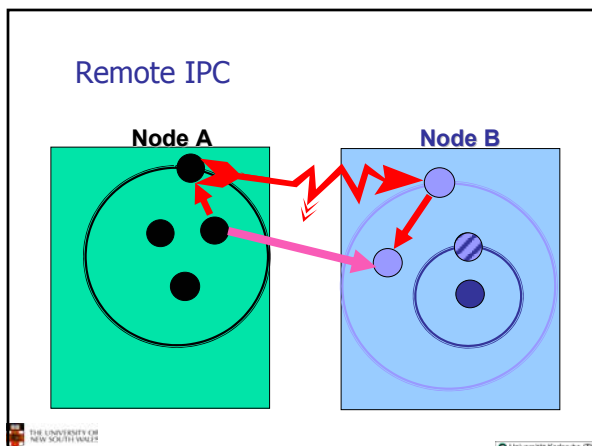 Remote IPC
Node A
Node B
THE UNIVERSITY OF
NEW SOUTH WALES